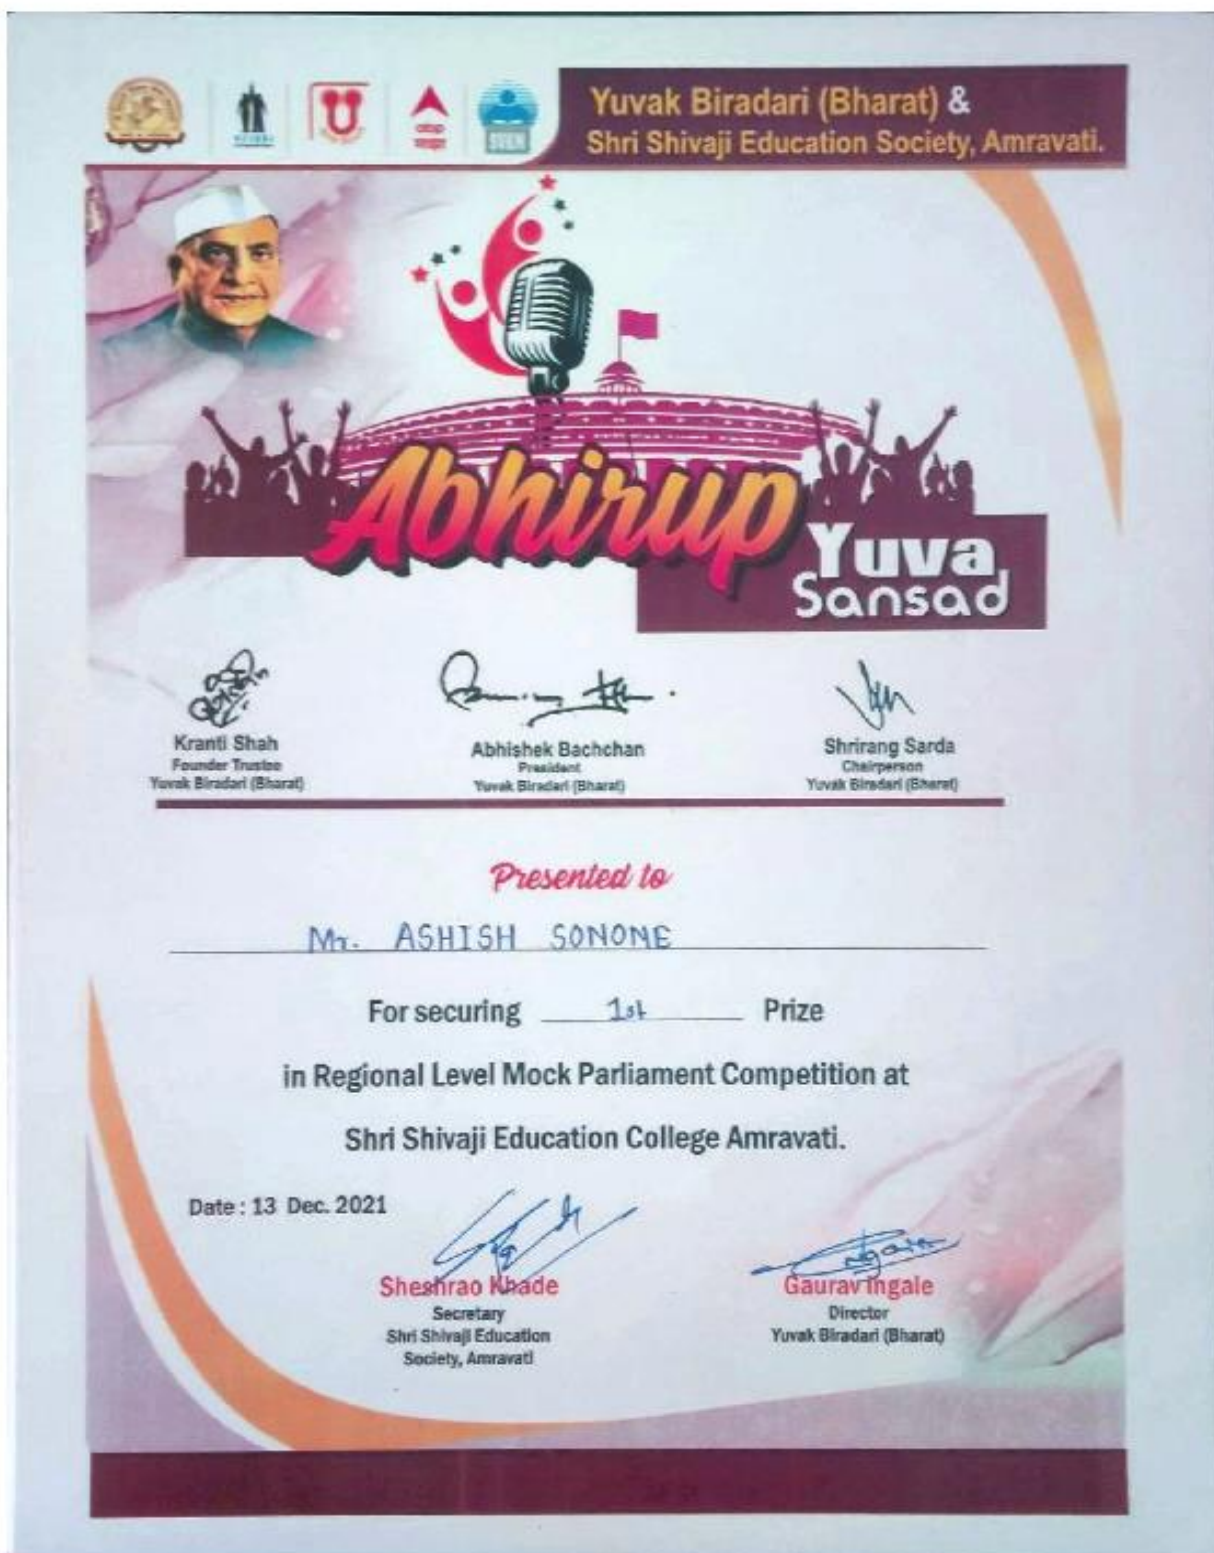 Yuvak Biradari (Bharat) &
Shri Shivaji Education Society, Amravati.
Abhirup
Yuva
Sansad
Kranti Shah
Founder Trustee
Yuvak Biradari (Bharat)
Abhishek Bachchan
President
Yuvak Biradari (Bharat)
Shrirang Sarda
Chairperson
Yuvak Biradari (Bharat)
Presented to
Mr. ASHISH SONONE
For securing 1st Prize
in Regional Level Mock Parliament Competition at
Shri Shivaji Education College Amravati.
Date : 13 Dec. 2021
Sheshrao Khade
Secretary
Shri Shivaji Education
Society, Amravati
Gaurav Ingale
Director
Yuvak Biradari (Bharat)